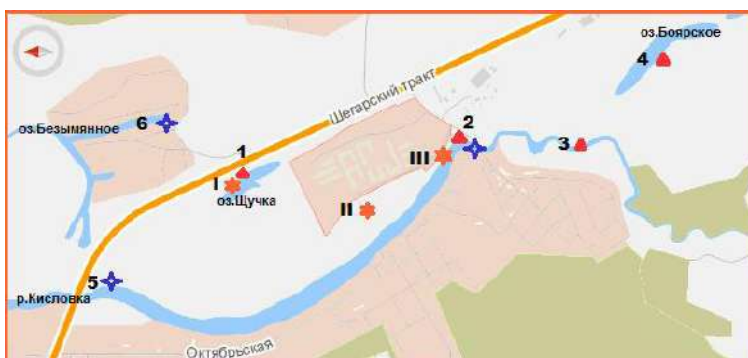 оз.Боярское
4
Шегарский тракт
6
оз.Безымянное
2
3
1
III
I
оз.Щучка
II
5
р.Кисловка
Октябрьская